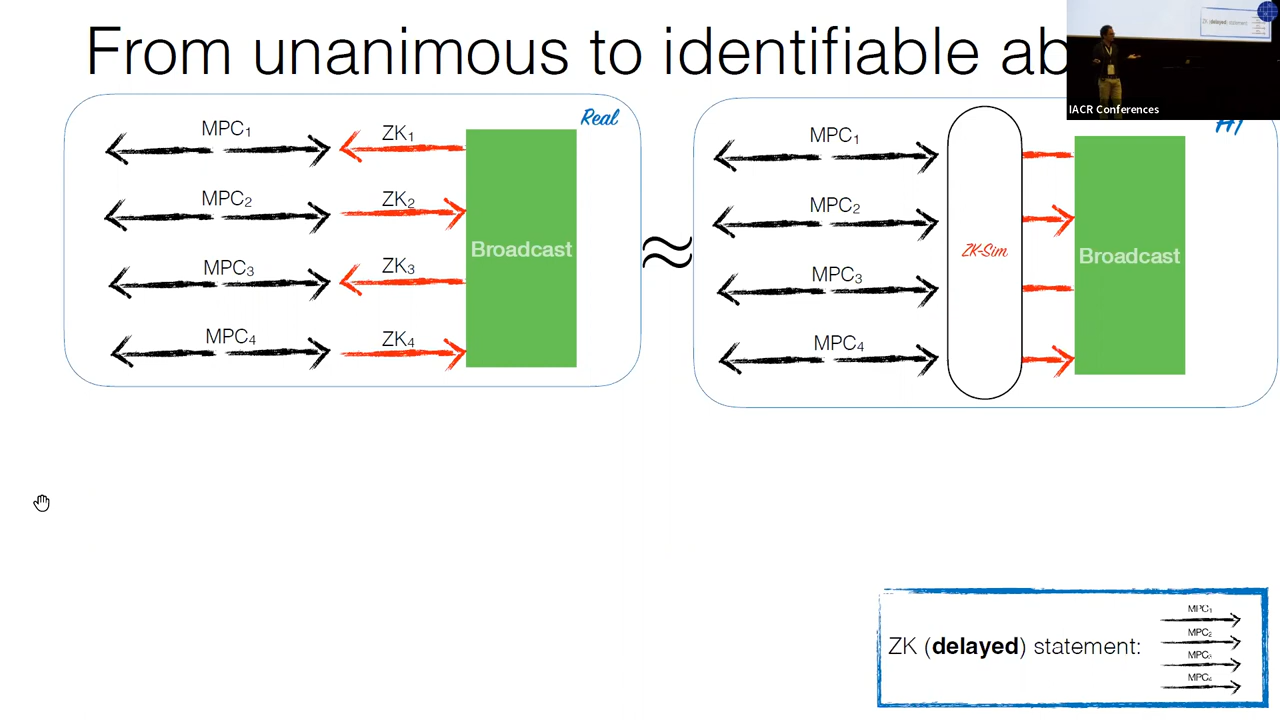 From unanimous to identifiable ab
IACR Conferences
Real
MPC1
ZK1
MPC2
ZK2
MPC3
ZK3
MPC4
ZK4
Broadcast
≈
H1
MPC1
MPC2
MPC3
MPC4
ZK-Sim
Broadcast
ZK (delayed) statement:
MPC1
MPC2
MPC3
MPC4